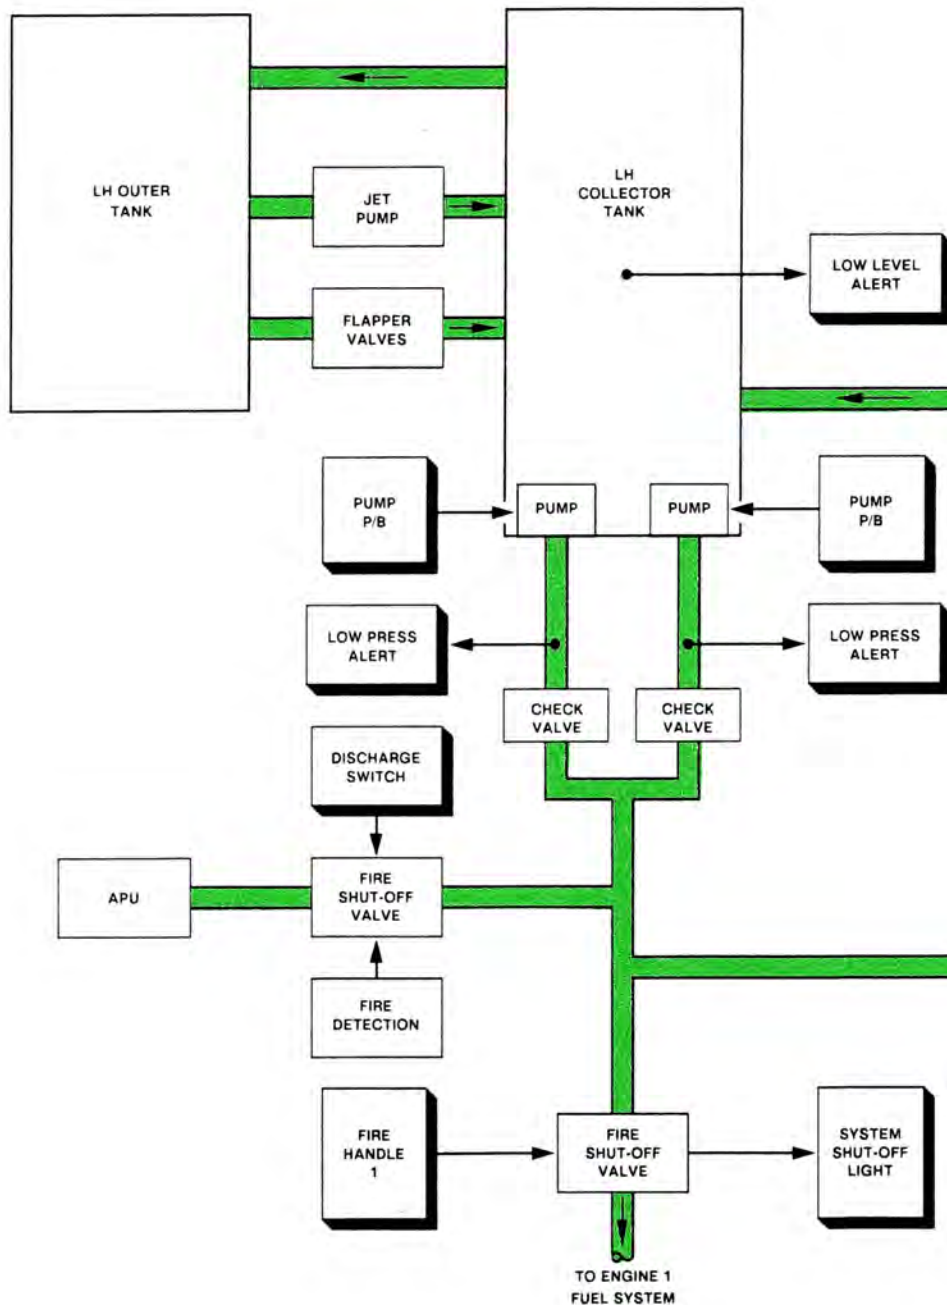 LH OUTER
TANK
JET
PUMP
LH
COLLECTOR
TANK
LOW LEVEL
ALERT
FLAPPER
VALVES
PUMP
P/B
PUMP
PUMP
PUMP
P/B
LOW PRESS
ALERT
LOW PRESS
ALERT
CHECK
VALVE
CHECK
VALVE
DISCHARGE
SWITCH
APU
FIRE
SHUT-OFF
VALVE
FIRE
DETECTION
FIRE
HANDLE
1
FIRE
SHUT-OFF
VALVE
SYSTEM
SHUT-OFF
LIGHT
TO ENGINE 1
FUEL SYSTEM